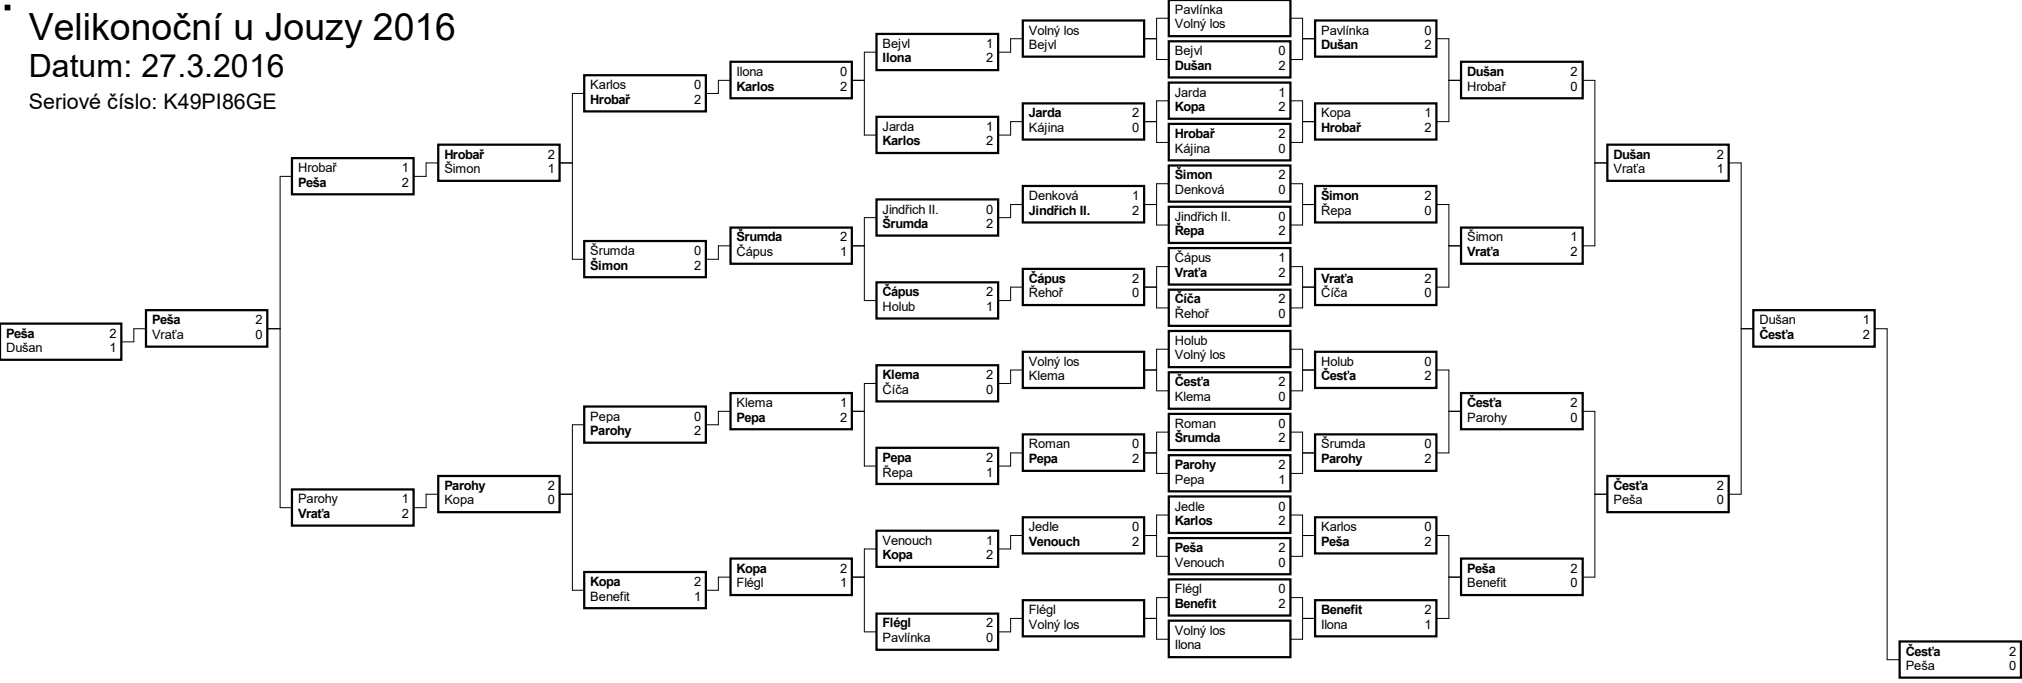 Velikonoční u Jouzy 2016
Datum: 27.3.2016
Seriové číslo: K49PI86GE
Peša 2
Dušan 1
Peša 2
Vraťa 0
Hrobař 1
Peša 2
Parohy 1
Vraťa 2
Hrobař 2
Šimon 1
Parohy 2
Kopa 0
Karlos 0
Hrobař 2
Šrumda 0
Šimon 2
Pepa 0
Parohy 2
Kopa 2
Benefit 1
Ilona 0
Karlos 2
Šrumda 2
Čápus 1
Klema 1
Pepa 2
Kopa 2
Flégl 1
Bejvl 1
Ilona 2
Jarda 1
Karlos 2
Jindřich II. 0
Šrumda 2
Čápus 2
Holub 1
Klema 2
Číča 0
Pepa 2
Řepa 1
Venouch 1
Kopa 2
Flégl 2
Pavlínka 0
Volný los
Bejvl
Jarda 2
Kájina 0
Denková 1
Jindřich II. 2
Čápus 2
Řehoř 0
Volný los
Klema
Roman 0
Pepa 2
Jedle 0
Venouch 2
Flégl
Volný los
Pavlínka
Volný los
Bejvl 0
Dušan 2
Jarda 1
Kopa 2
Hrobař 2
Kájina 0
Šimon 2
Denková 0
Jindřich II. 0
Řepa 2
Čápus 1
Vraťa 2
Číča 2
Řehoř 0
Holub
Volný los
Česťa 2
Klema 0
Roman 0
Šrumda 2
Parohy 2
Pepa 1
Jedle 0
Karlos 2
Peša 2
Venouch 0
Flégl 0
Benefit 2
Volný los
Ilona
Pavlínka 0
Dušan 2
Kopa 1
Hrobař 2
Šimon 2
Řepa 0
Vraťa 2
Číča 0
Holub 0
Česťa 2
Šrumda 0
Parohy 2
Karlos 0
Peša 2
Benefit 2
Ilona 1
Dušan 2
Hrobař 0
Šimon 1
Vraťa 2
Česťa 2
Parohy 0
Peša 2
Benefit 0
Dušan 2
Vraťa 1
Česťa 2
Peša 0
Dušan 1
Česťa 2
Česťa 2
Peša 0